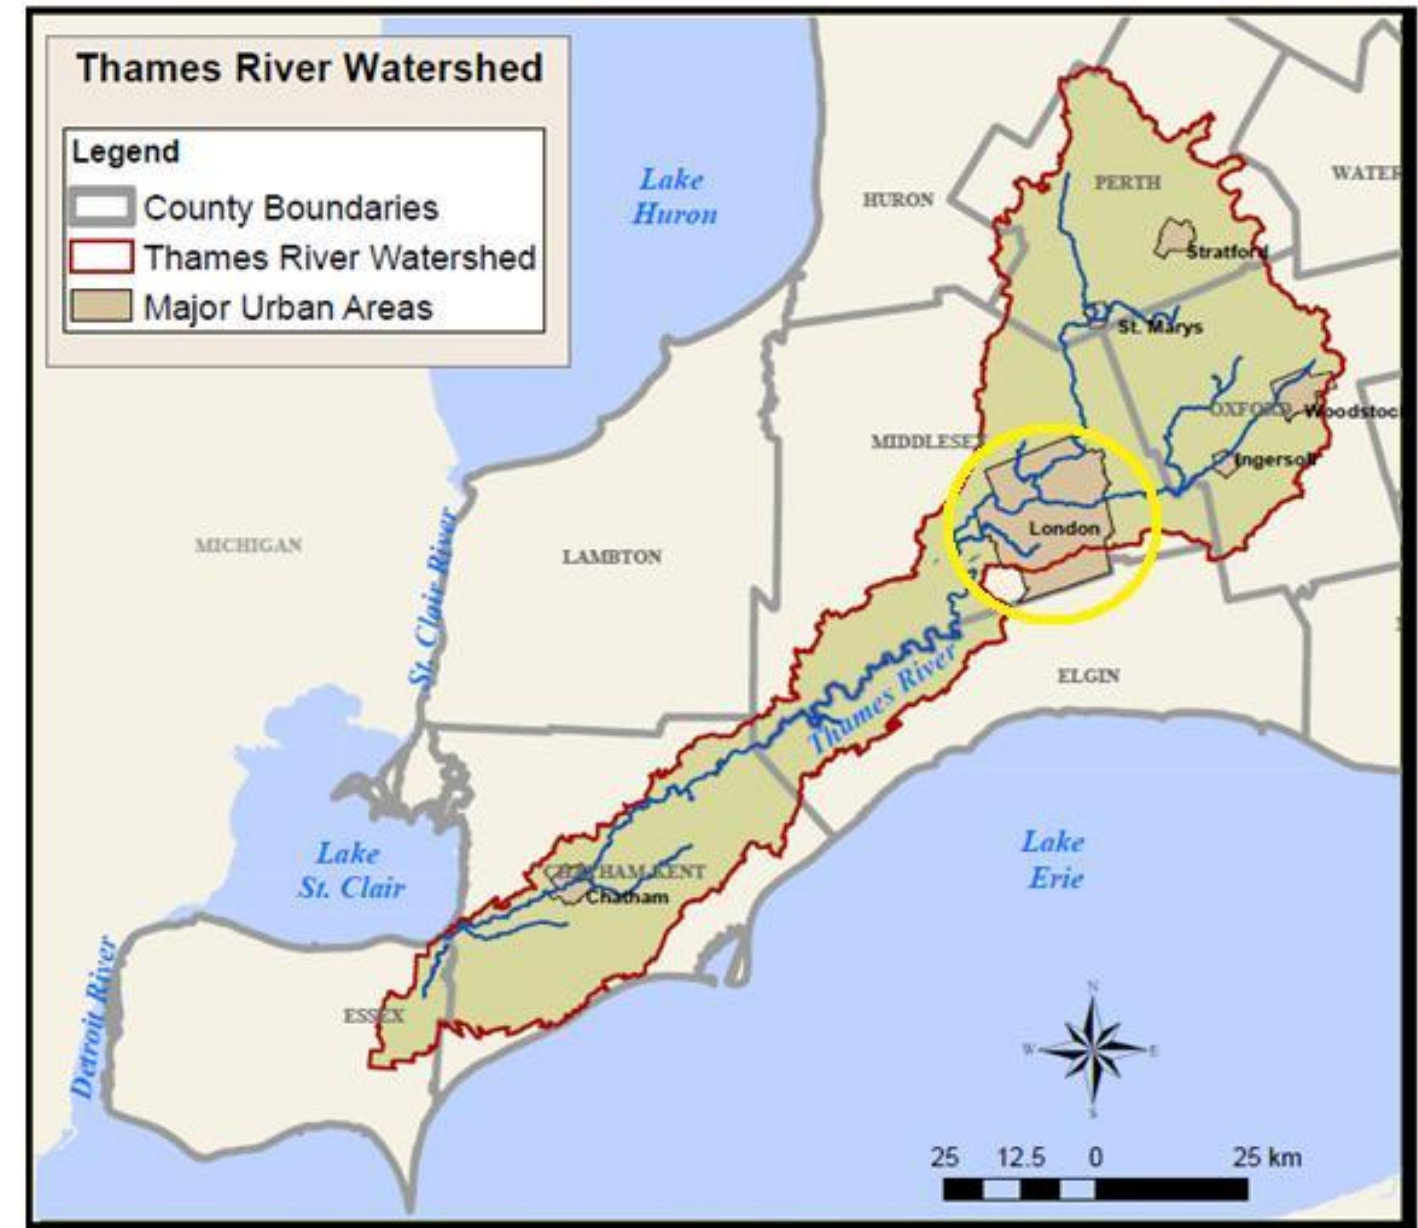 Thames River Watershed
Legend
County Boundaries
Thames River Watershed
Major Urban Areas
Lake
Huron
HURON
PERTH
WATER
Stratford
St. Marys
OXFORD
Woodstoc
Ingersoll
MIDDLESEX
London
MICHIGAN
LAMBTON
St. Clair River
ELGIN
Thames River
Lake
Erie
Lake
St. Clair
CHATHAM-KENT
Chatham
ESSEX
Detroit River
N
W
E
S
25 12.5 0 25 km